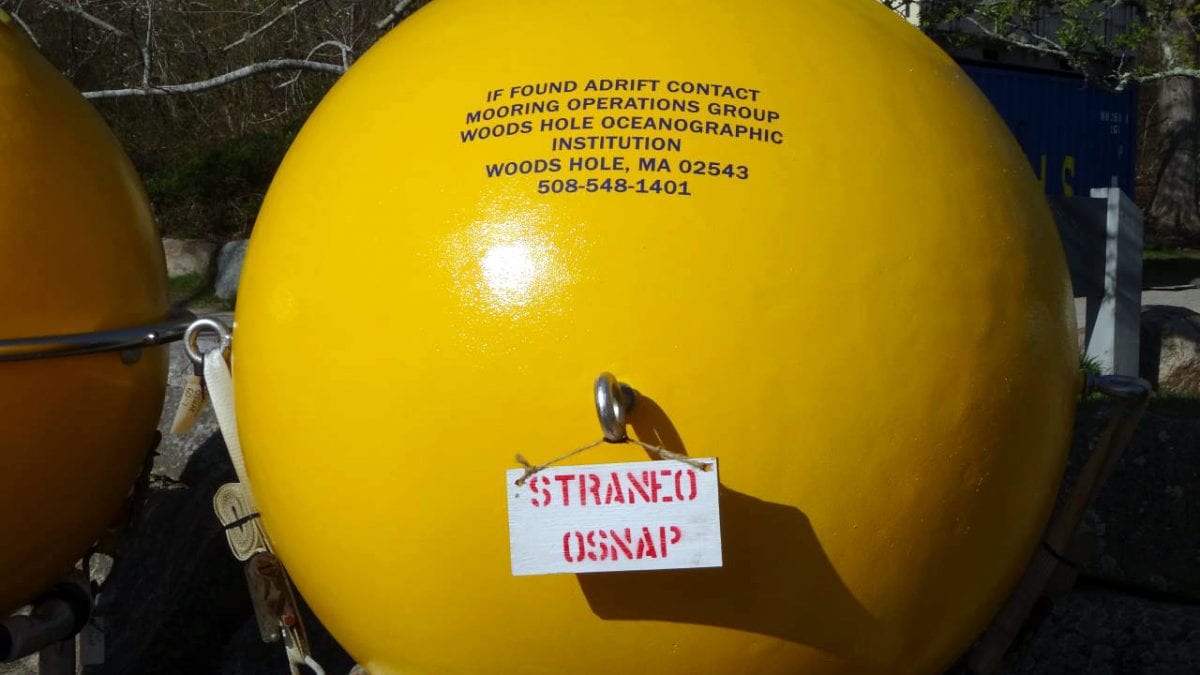 IF FOUND ADRIFT CONTACT
MOORING OPERATIONS GROUP
WOODS HOLE OCEANOGRAPHIC
INSTITUTION
WOODS HOLE, MA 02543
508-548-1401
STRANEO
OSNAP